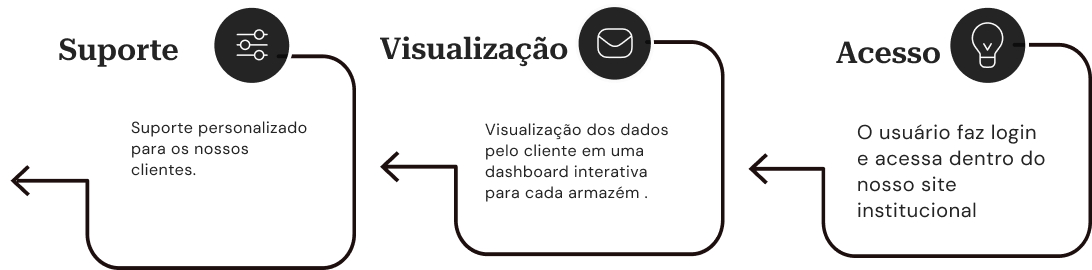 Suporte
Suporte personalizado
para os nossos
clientes.
Visualização
Visualização dos dados
pelo cliente em uma
dashboard interativa
para cada armazém .
Acesso
O usuário faz login
e acessa dentro do
nosso site
institucional